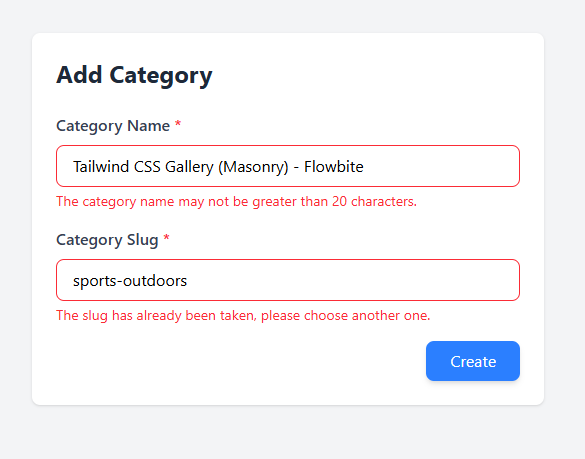 Add Category
Category Name *
Tailwind CSS Gallery (Masonry) - Flowbite
The category name may not be greater than 20 characters.
Category Slug *
sports-outdoors
The slug has already been taken, please choose another one.
Create